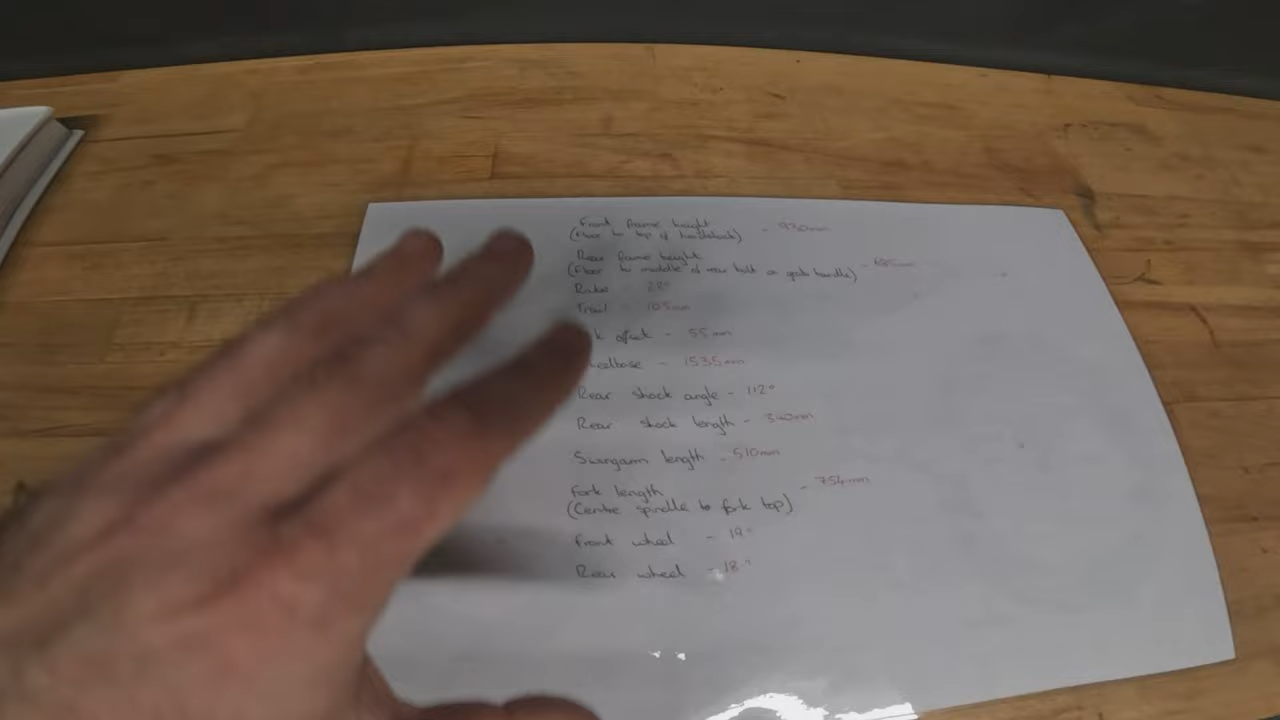 Front frame height
(Floor to top of headstock) - 930mm
Rear frame height
(Floor to middle of rear bolt on grab handle) - 685mm
Rake - 28°
Trail - 105mm
k offset - 55mm
heelbase - 1535mm
Rear shock angle - 112°
Rear shock length - 340mm
Swingarm length - 510mm
Fork length - 754mm
(Centre spindle to fork top)
Front wheel - 19"
Rear wheel - 18"